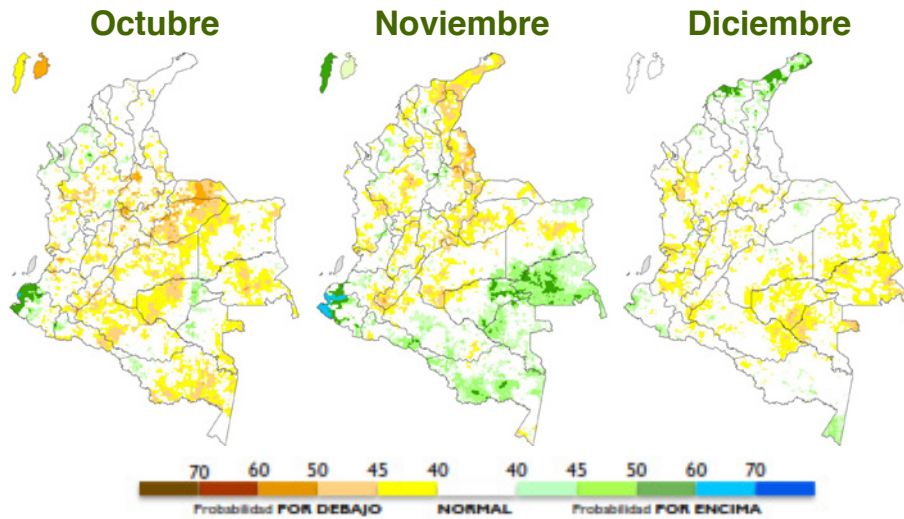 Octubre Noviembre Diciembre
70 60 50 45 40 40 45 50 60 70
Probabilidad POR DEBAJO NORMAL Probabilidad POR ENCIMA